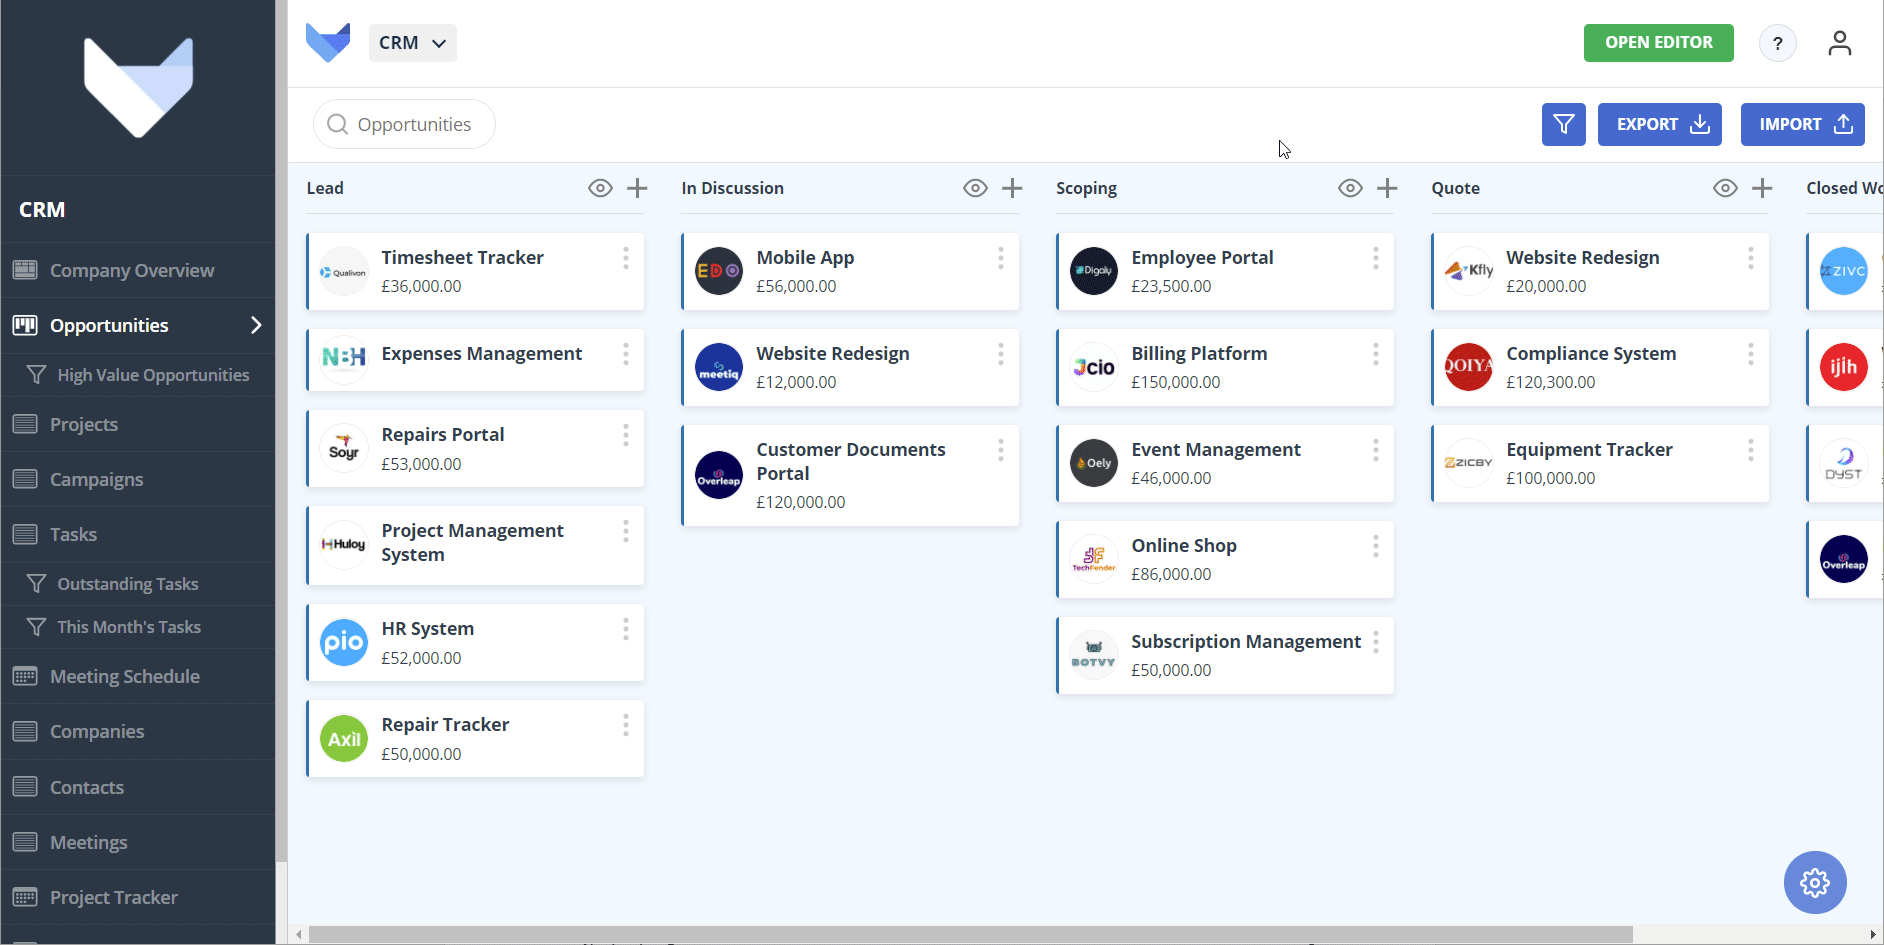 CRM
OPEN EDITOR
?
Opportunities
EXPORT
IMPORT
CRM
Company Overview
Opportunities
High Value Opportunities
Projects
Campaigns
Tasks
Outstanding Tasks
This Month's Tasks
Meeting Schedule
Companies
Contacts
Meetings
Project Tracker
Lead
Qualivon
Timesheet Tracker
£36,000.00
NBH
Expenses Management
Soyr
Repairs Portal
£53,000.00
Huloy
Project Management
System
pio
HR System
£52,000.00
Axil
Repair Tracker
£50,000.00
In Discussion
EDO
Mobile App
£56,000.00
meetiq
Website Redesign
£12,000.00
Overleap
Customer Documents
Portal
£120,000.00
Scoping
Digaly
Employee Portal
£23,500.00
Jcio
Billing Platform
£150,000.00
Oely
Event Management
£46,000.00
TechFender
Online Shop
£86,000.00
BOTVY
Subscription Management
£50,000.00
Quote
Kfly
Website Redesign
£20,000.00
QOIYA
Compliance System
£120,300.00
ZICBY
Equipment Tracker
£100,000.00
Closed Wo
ZIVC
ijlh
DYST
Overleap